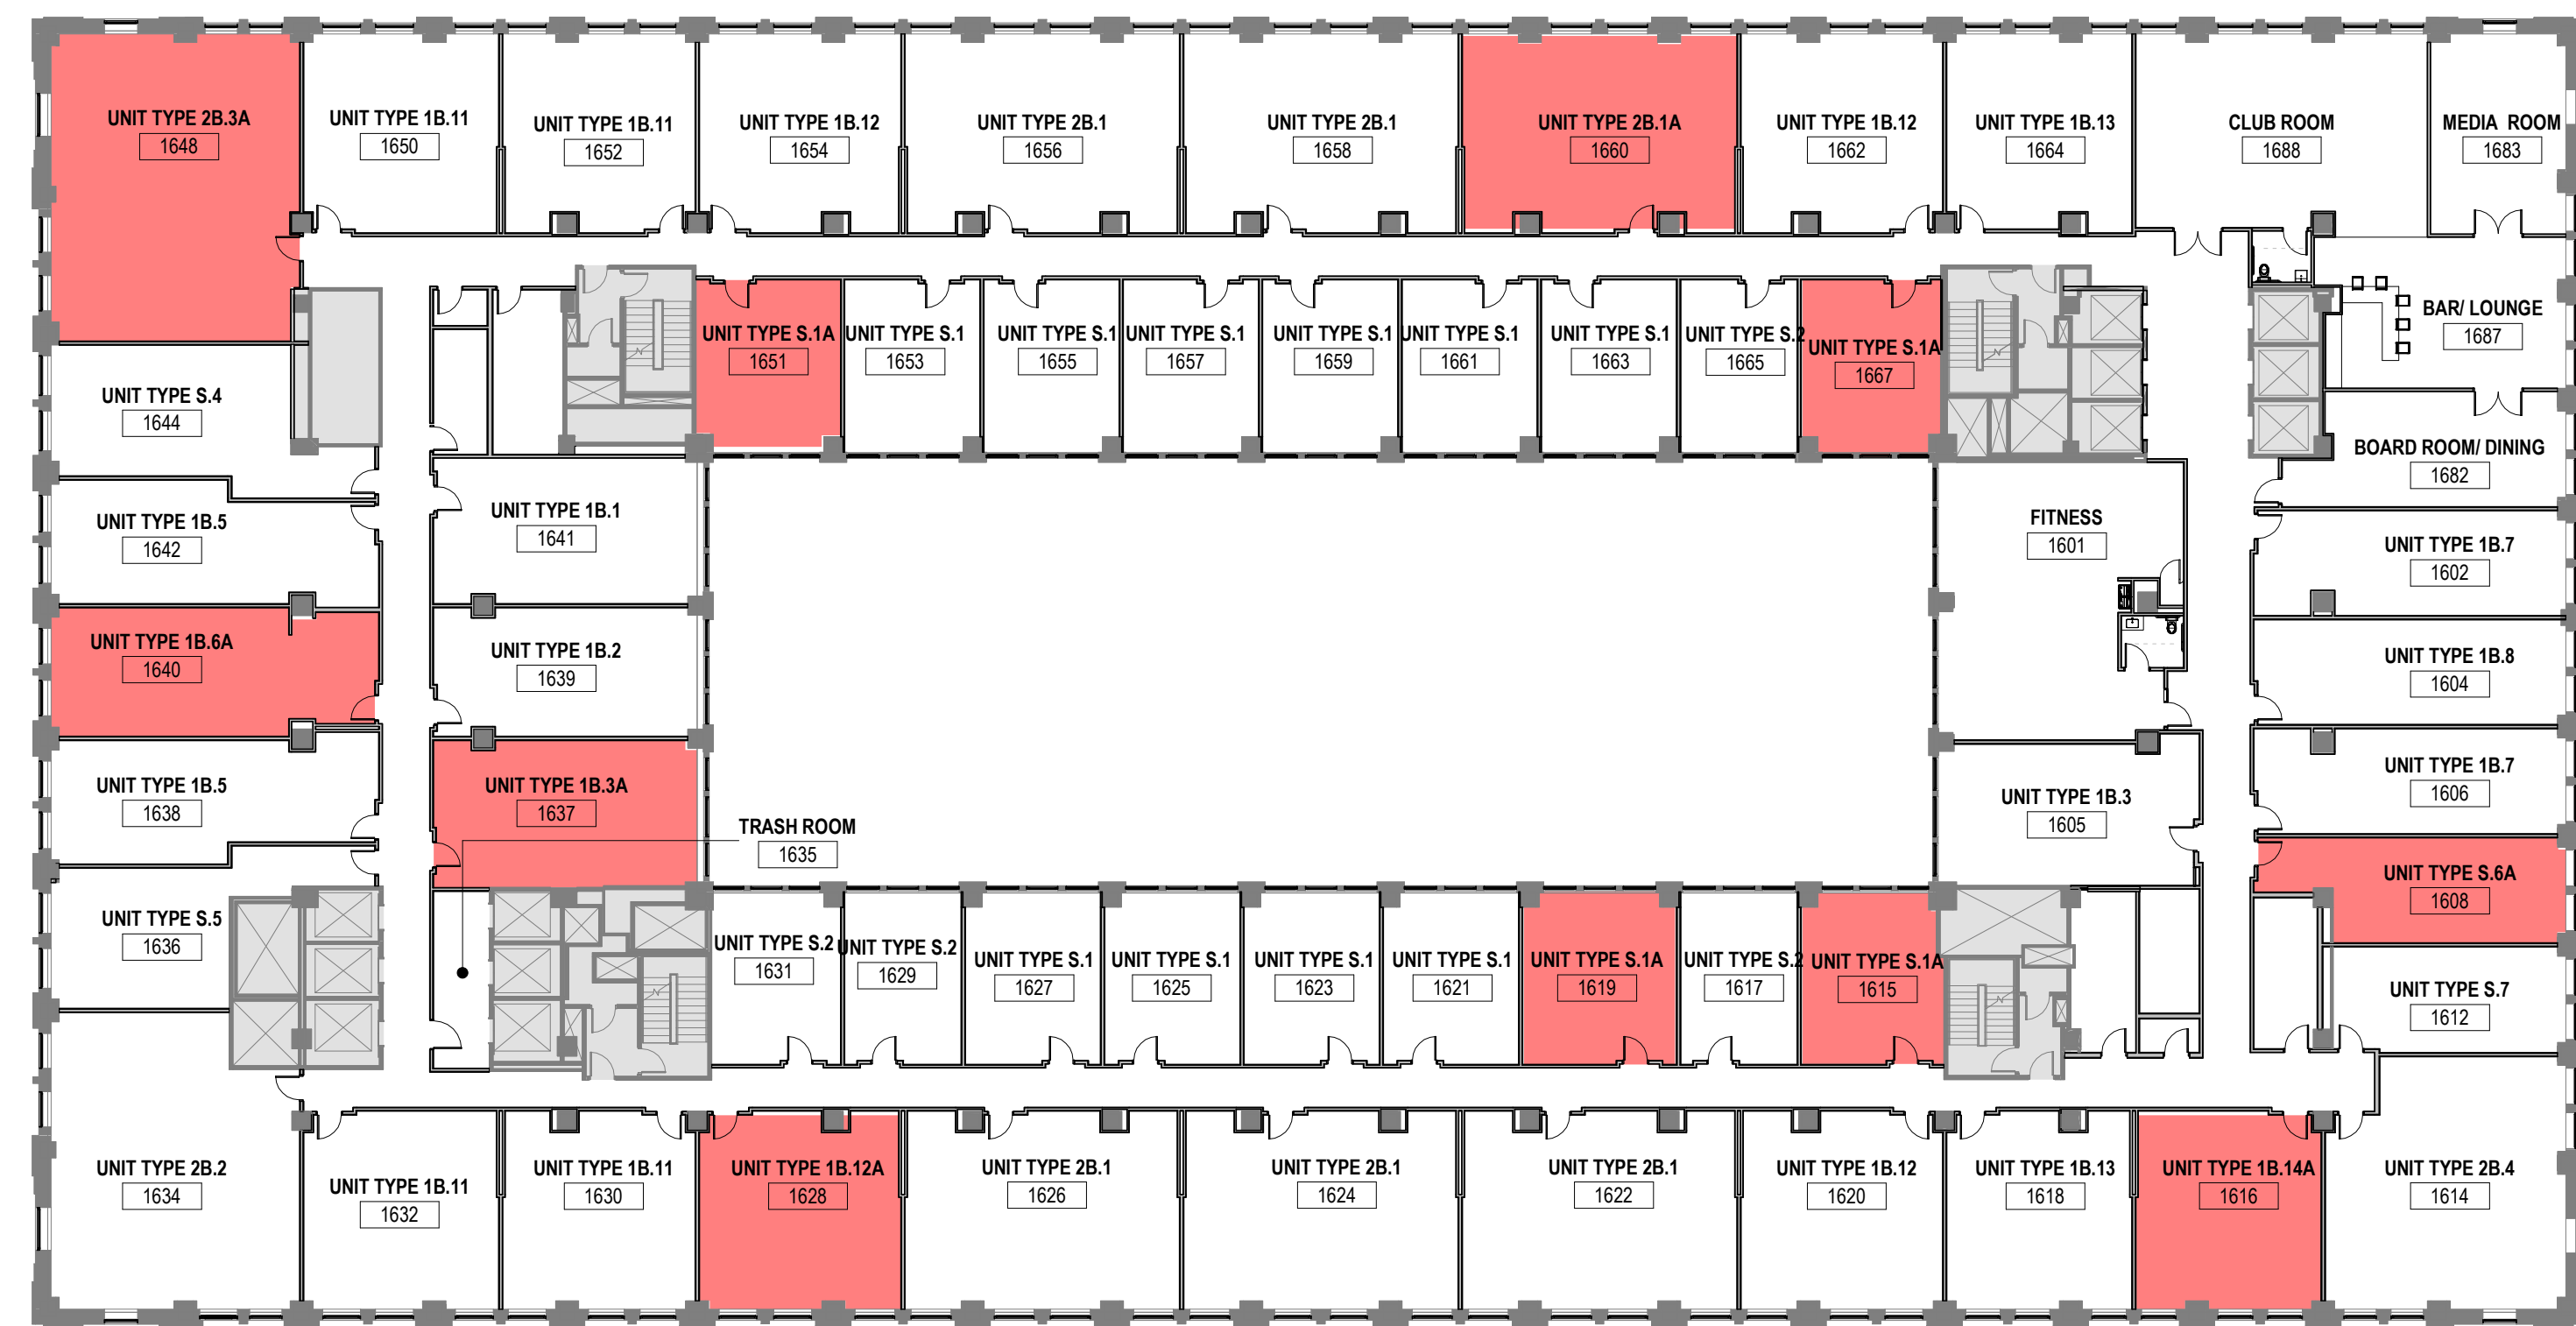 UNIT TYPE 2B.3A
1648
UNIT TYPE 1B.11
1650
UNIT TYPE 1B.11
1652
UNIT TYPE 1B.12
1654
UNIT TYPE 2B.1
1656
UNIT TYPE 2B.1
1658
UNIT TYPE 2B.1A
1660
UNIT TYPE 1B.12
1662
UNIT TYPE 1B.13
1664
CLUB ROOM
1688
MEDIA ROOM
1683
UNIT TYPE S.1A
1651
UNIT TYPE S.1
1653
UNIT TYPE S.1
1655
UNIT TYPE S.1
1657
UNIT TYPE S.1
1659
UNIT TYPE S.1
1661
UNIT TYPE S.1
1663
UNIT TYPE S.2
1665
UNIT TYPE S.1A
1667
BAR/ LOUNGE
1687
UNIT TYPE S.4
1644
BOARD ROOM/ DINING
1682
UNIT TYPE 1B.5
1642
UNIT TYPE 1B.1
1641
FITNESS
1601
UNIT TYPE 1B.7
1602
UNIT TYPE 1B.6A
1640
UNIT TYPE 1B.2
1639
UNIT TYPE 1B.8
1604
UNIT TYPE 1B.5
1638
UNIT TYPE 1B.3A
1637
TRASH ROOM
1635
UNIT TYPE 1B.3
1605
UNIT TYPE 1B.7
1606
UNIT TYPE S.6A
1608
UNIT TYPE S.5
1636
UNIT TYPE S.2
1631
UNIT TYPE S.2
1629
UNIT TYPE S.1
1627
UNIT TYPE S.1
1625
UNIT TYPE S.1
1623
UNIT TYPE S.1
1621
UNIT TYPE S.1A
1619
UNIT TYPE S.2
1617
UNIT TYPE S.1A
1615
UNIT TYPE S.7
1612
UNIT TYPE 2B.2
1634
UNIT TYPE 1B.11
1632
UNIT TYPE 1B.11
1630
UNIT TYPE 1B.12A
1628
UNIT TYPE 2B.1
1626
UNIT TYPE 2B.1
1624
UNIT TYPE 2B.1
1622
UNIT TYPE 1B.12
1620
UNIT TYPE 1B.13
1618
UNIT TYPE 1B.14A
1616
UNIT TYPE 2B.4
1614